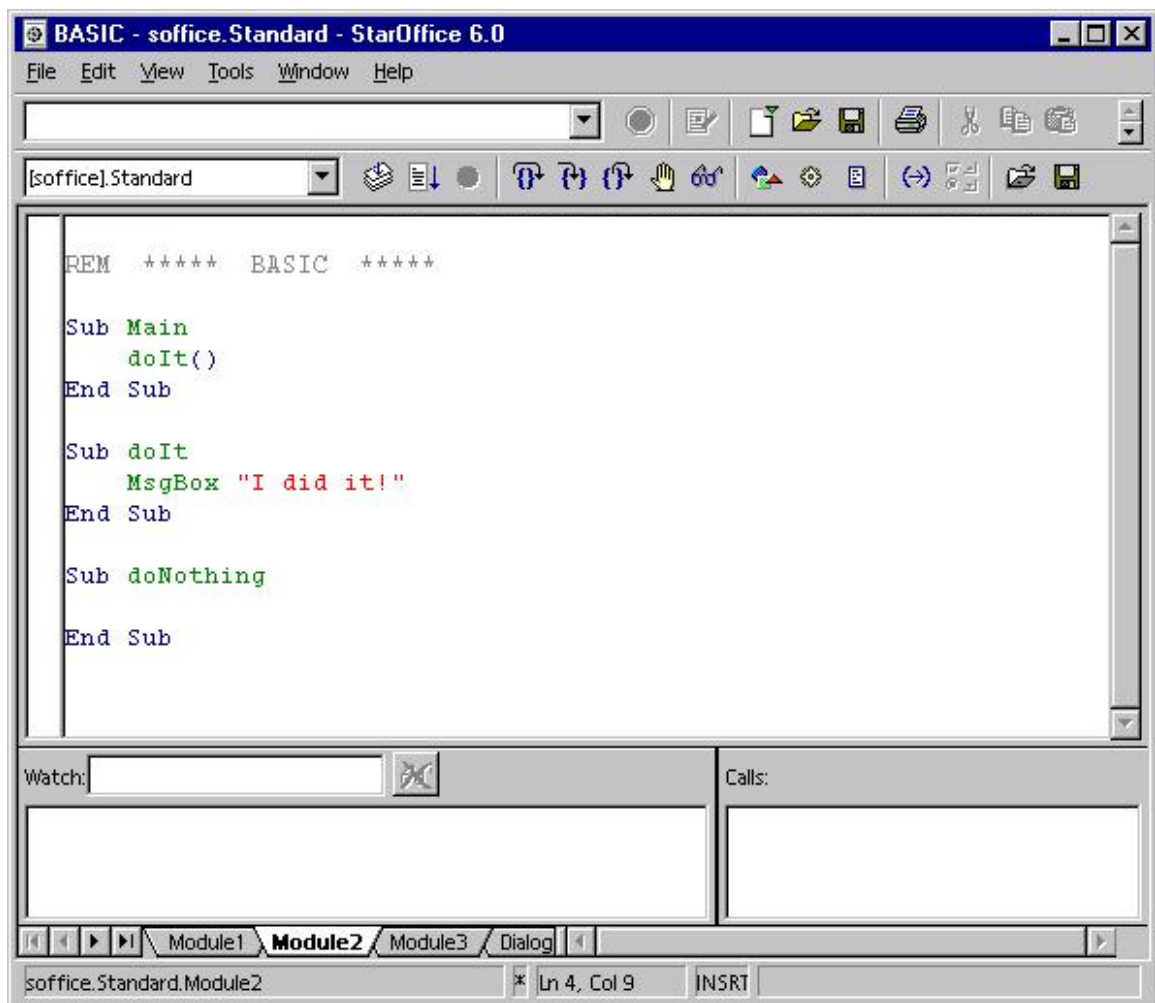 BASIC - soffice.Standard - StarOffice 6.0
File Edit View Tools Window Help
[soffice].Standard
REM ***** BASIC *****
Sub Main
doIt()
End Sub
Sub doIt
MsgBox "I did it!"
End Sub
Sub doNothing
End Sub
Watch:
Calls:
Module1 Module2 Module3 Dialog
soffice.Standard.Module2 * Ln 4, Col 9 INSRT